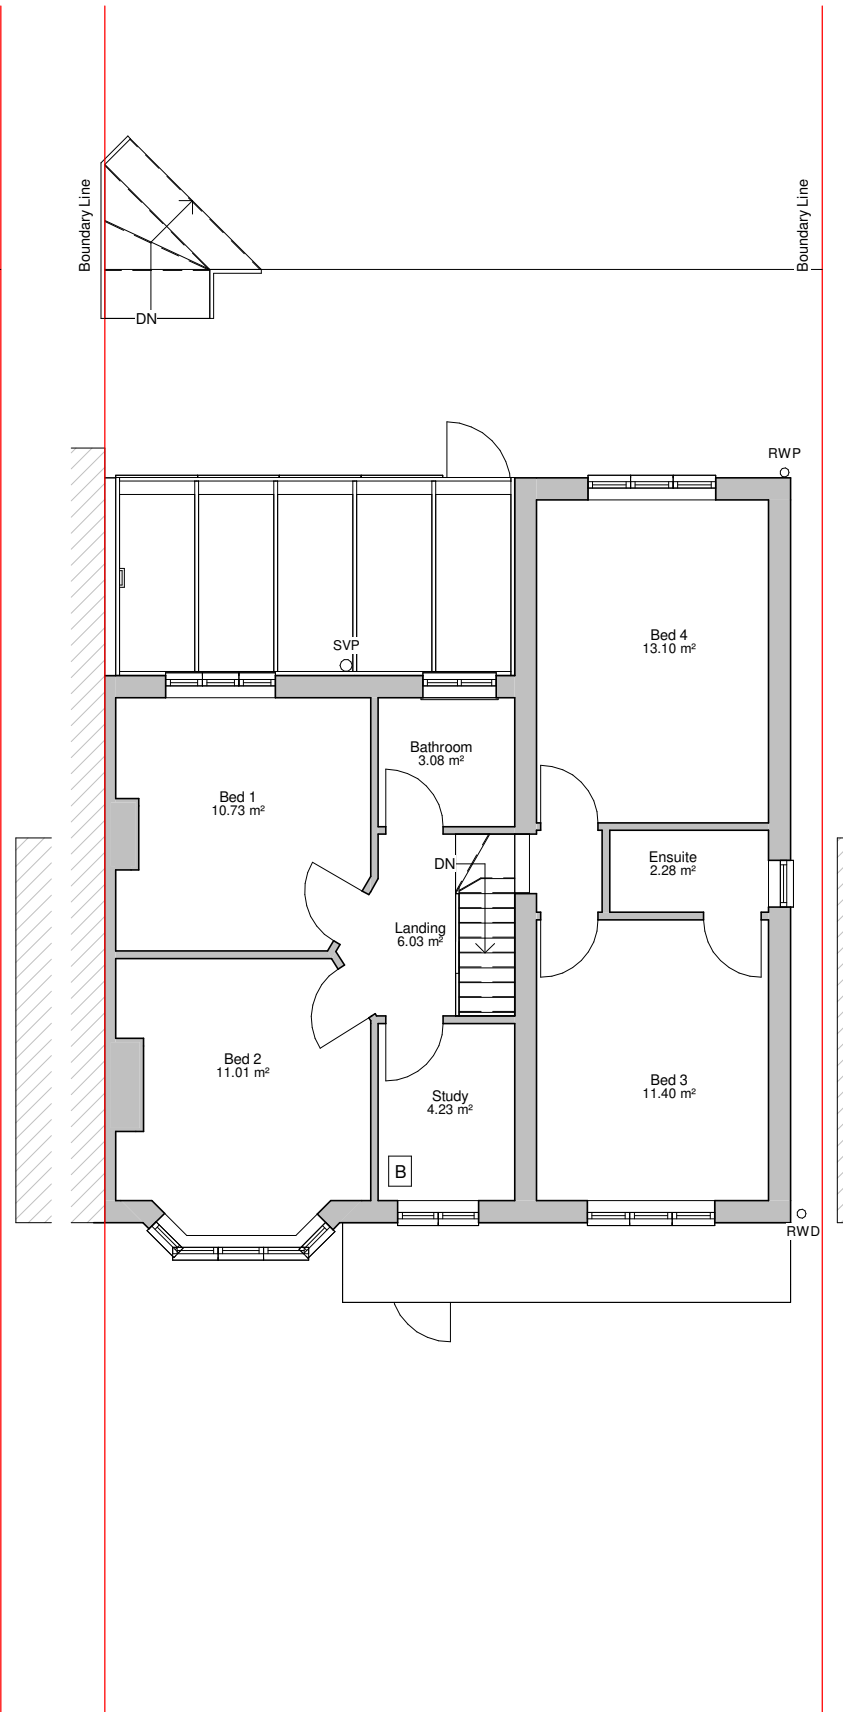 Boundary Line
Boundary Line
DN
RWP
SVP
Bed 4
13.10 m²
Bathroom
3.08 m²
Bed 1
10.73 m²
DN
Ensuite
2.28 m²
Landing
6.03 m²
Bed 2
11.01 m²
Bed 3
11.40 m²
Study
4.23 m²
B
RWD